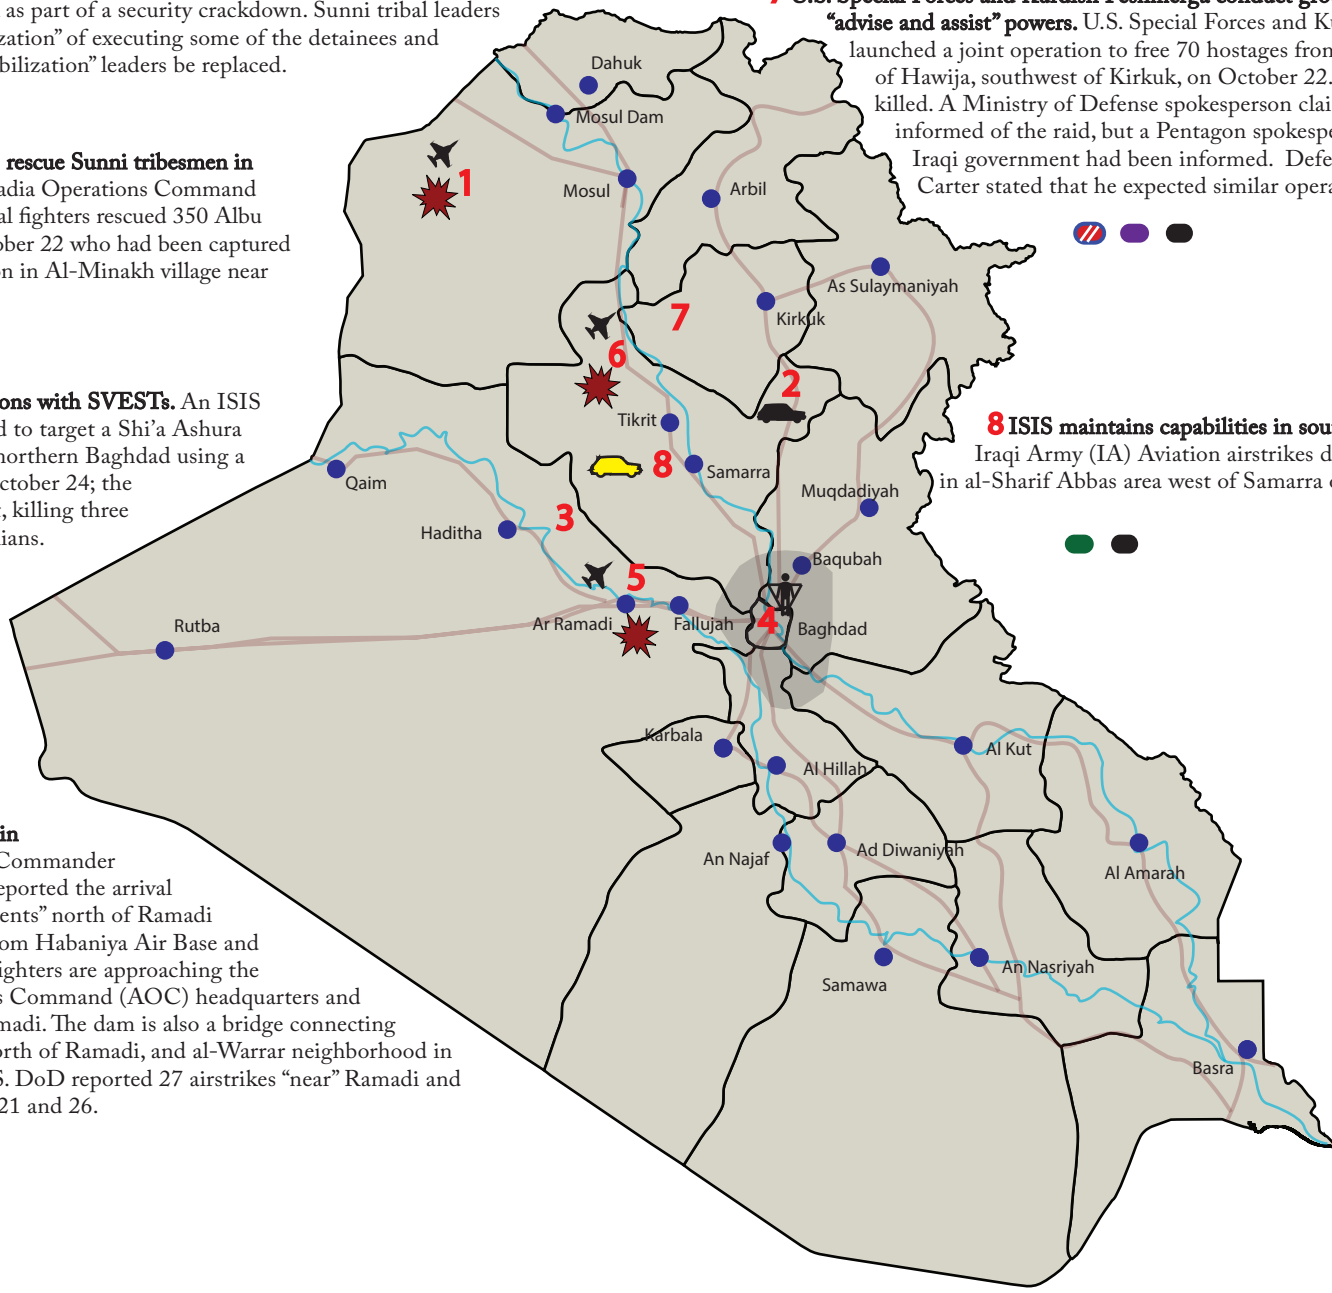 as part of a security crackdown. Sunni tribal leaders
zation” of executing some of the detainees and
bilization” leaders be replaced.
rescue Sunni tribesmen in
adia Operations Command
al fighters rescued 350 Albu
ober 22 who had been captured
on in Al-Minakh village near
ons with SVESTs. An ISIS
d to target a Shi’a Ashura
northern Baghdad using a
ctober 24; the
t, killing three
ians.
in
Commander
eported the arrival
ents” north of Ramadi
om Habaniya Air Base and
ighters are approaching the
s Command (AOC) headquarters and
madi. The dam is also a bridge connecting
orth of Ramadi, and al-Warrar neighborhood in
S. DoD reported 27 airstrikes “near” Ramadi and
21 and 26.
7 U.S. Special Forces and Kurdish Peshmerga conduct gro
“advise and assist” powers. U.S. Special Forces and Ku
launched a joint operation to free 70 hostages from
of Hawija, southwest of Kirkuk, on October 22.
killed. A Ministry of Defense spokesperson clai
informed of the raid, but a Pentagon spokespe
Iraqi government had been informed. Defe
Carter stated that he expected similar opera
8 ISIS maintains capabilities in sou
Iraqi Army (IA) Aviation airstrikes d
in al-Sharif Abbas area west of Samarra
Dahuk
Mosul Dam
1
Mosul
Arbil
As Sulaymaniyah
7
Kirkuk
6
2
Tikrit
8
Samarra
Qaim
Muqdadiyah
3
Haditha
Baqubah
5
Ar Ramadi
Fallujah
4
Baghdad
Rutba
Karbala
Al Kut
Al Hillah
An Najaf
Ad Diwaniyah
Al Amarah
Samawa
An Nasriyah
Basra